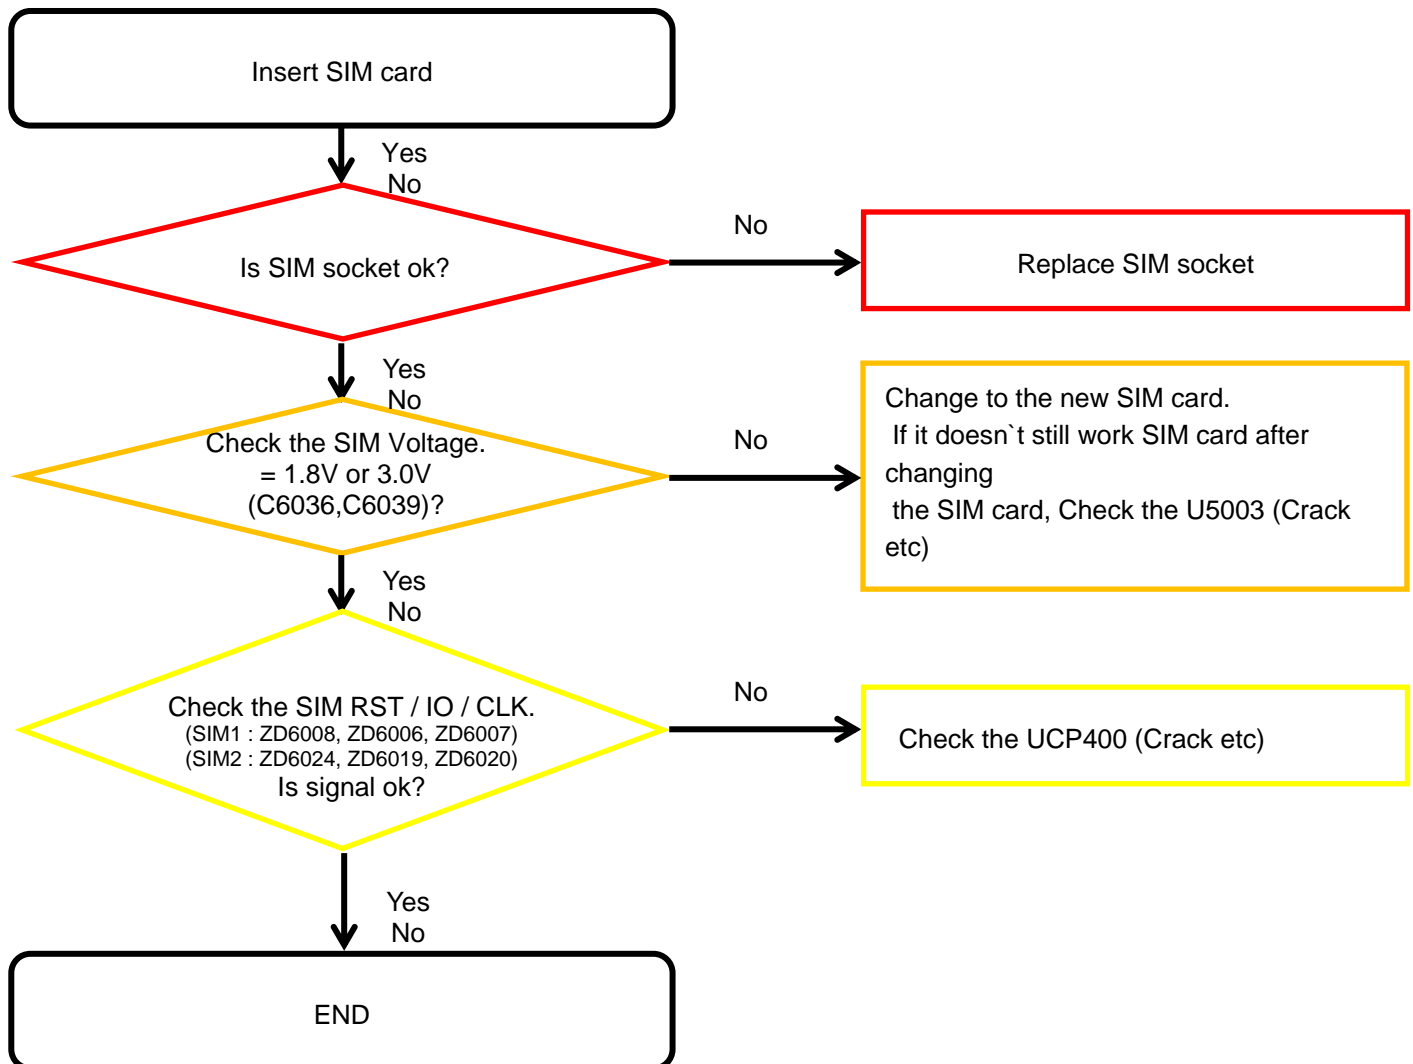 Insert SIM card
Yes
No
Is SIM socket ok?
No
Replace SIM socket
Yes
No
Check the SIM Voltage.
= 1.8V or 3.0V
(C6036,C6039)?
No
Change to the new SIM card.
If it doesn`t still work SIM card after
changing
the SIM card, Check the U5003 (Crack
etc)
Yes
No
Check the SIM RST / IO / CLK.
(SIM1 : ZD6008, ZD6006, ZD6007)
(SIM2 : ZD6024, ZD6019, ZD6020)
Is signal ok?
No
Check the UCP400 (Crack etc)
Yes
No
END